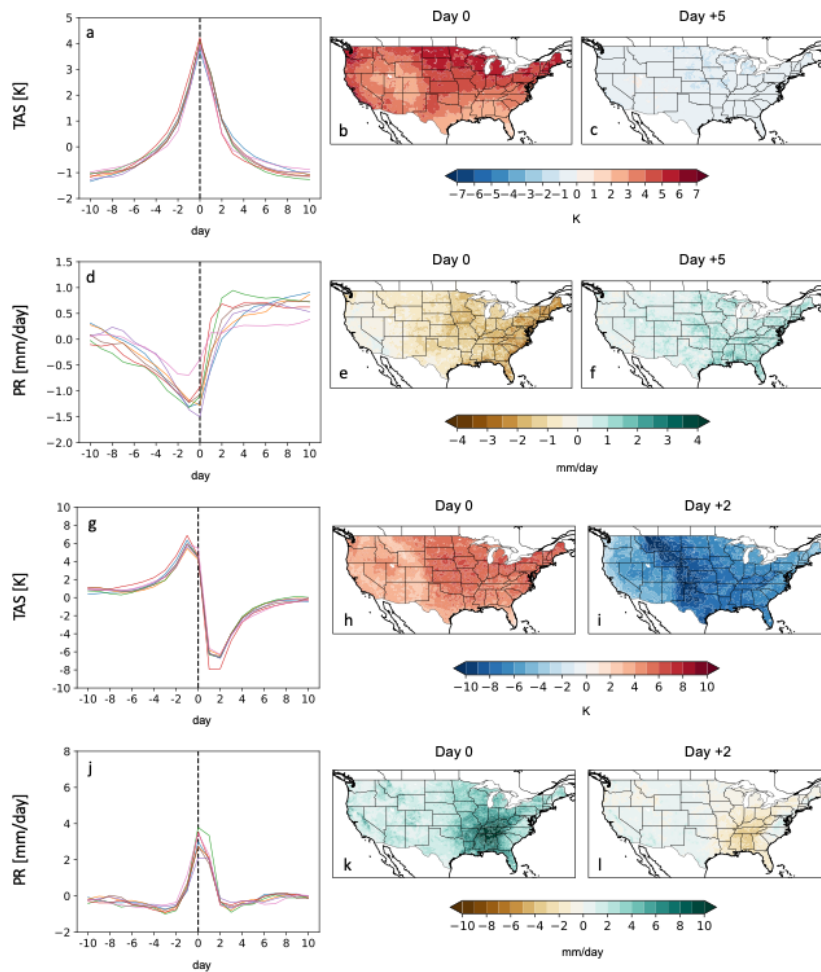 a
TAS [K]
5
4
3
2
1
0
-1
-2
-10 -8 -6 -4 -2 0 2 4 6 8 10
day
Day 0
b
Day +5
c
-7 -6 -5 -4 -3 -2 -1 0 1 2 3 4 5 6 7
K
d
PR [mm/day]
1.5
1.0
0.5
0.0
-0.5
-1.0
-1.5
-2.0
-10 -8 -6 -4 -2 0 2 4 6 8 10
day
Day 0
e
Day +5
f
-4 -3 -2 -1 0 1 2 3 4
mm/day
g
TAS [K]
10
8
6
4
2
0
-2
-4
-6
-8
-10
-10 -8 -6 -4 -2 0 2 4 6 8 10
day
Day 0
h
Day +2
i
-10 -8 -6 -4 -2 0 2 4 6 8 10
K
j
PR [mm/day]
8
6
4
2
0
-2
-10 -8 -6 -4 -2 0 2 4 6 8 10
day
Day 0
k
Day +2
l
-10 -8 -6 -4 -2 0 2 4 6 8 10
mm/day